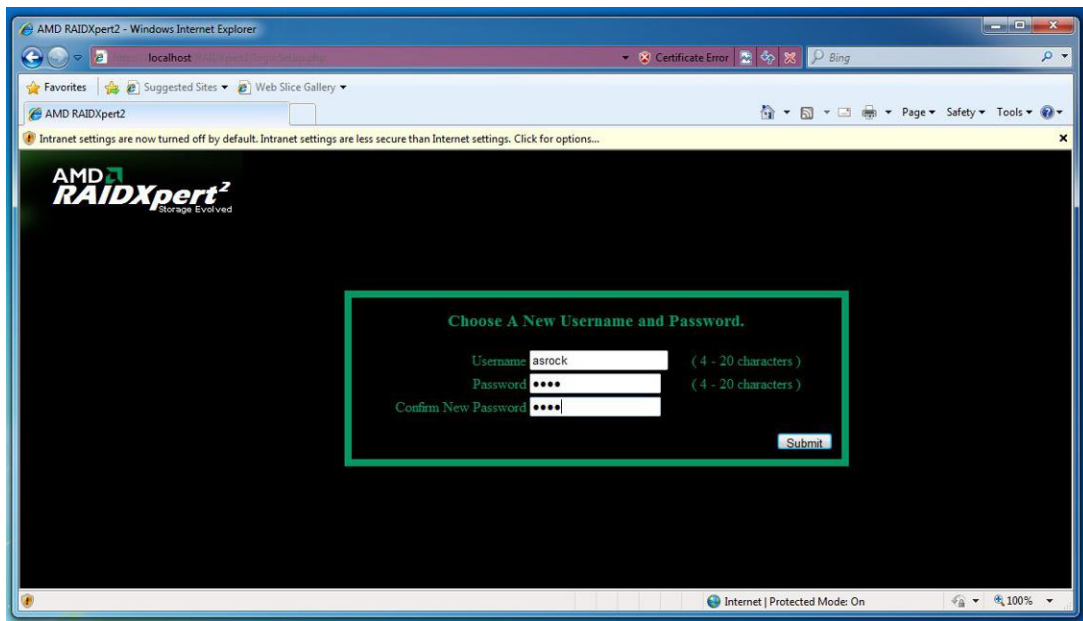 AMD RAIDXpert2 - Windows Internet Explorer
localhost
Certificate Error
Bing
Favorites
Suggested Sites
Web Slice Gallery
AMD RAIDXpert2
Page
Safety
Tools
Intranet settings are now turned off by default. Intranet settings are less secure than Internet settings. Click for options...
AMD
RAIDXpert2
Storage Evolved
Choose A New Username and Password.
Username asrock ( 4 - 20 characters )
Password •••• ( 4 - 20 characters )
Confirm New Password ••••
Submit
Internet | Protected Mode: On
100%